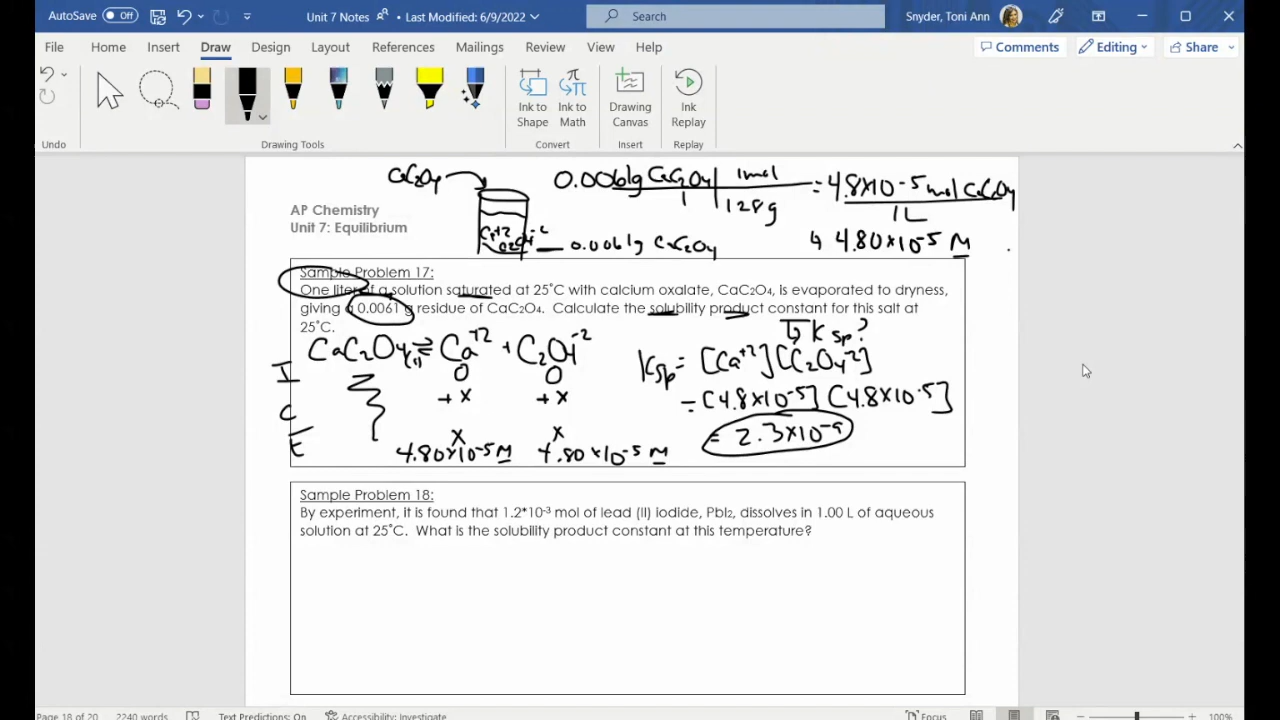 AutoSave Off Unit 7 Notes Last Modified: 6/9/2022 Search Snyder, Toni Ann
File Home Insert Draw Design Layout References Mailings Review View Help Comments Editing Share
Ink to Shape Ink to Math Drawing Canvas Ink Replay
Undo Drawing Tools Convert Insert Replay
CaC2O4 0.0061g CaC2O4 1mol = 4.8x10-5 mol CaC2O4
1 128g 1L
Ca+2 C2O4-2 0.0061g CaC2O4 ↳ 4.80x10-5 M
AP Chemistry
Unit 7: Equilibrium
Sample Problem 17:
One liter of a solution saturated at 25˚C with calcium oxalate, CaC2O4, is evaporated to dryness,
giving a 0.0061 g residue of CaC2O4. Calculate the solubility product constant for this salt at
25˚C.
Ksp?
CaC2O4(s) ⇌ Ca+2 + C2O4-2 Ksp = [Ca+2][C2O4-2]
I 0 0
C +x +x = [4.8x10-5][4.8x10-5]
E x x = 2.3x10-9
4.80x10-5 M 4.80x10-5 M
Sample Problem 18:
By experiment, it is found that 1.2*10-3 mol of lead (II) iodide, PbI2, dissolves in 1.00 L of aqueous
solution at 25˚C. What is the solubility product constant at this temperature?
Page 18 of 20 2240 words Text Predictions: On Accessibility: Investigate Focus 100%